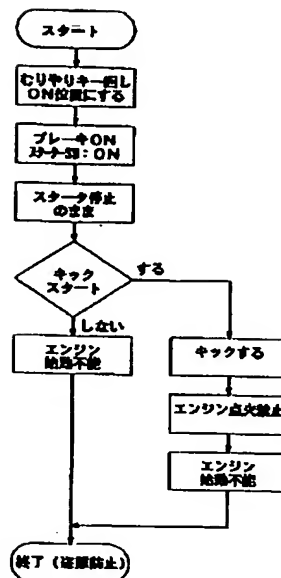 スタート
むりやりキー回し
ON位置にする
ブレーキON
スターターSW:ON
スタータ停止
のまま
キック
スタート
する
しない
エンジン
始動不能
キックする
エンジン点火禁止
エンジン
始動不能
終了(盗難防止)